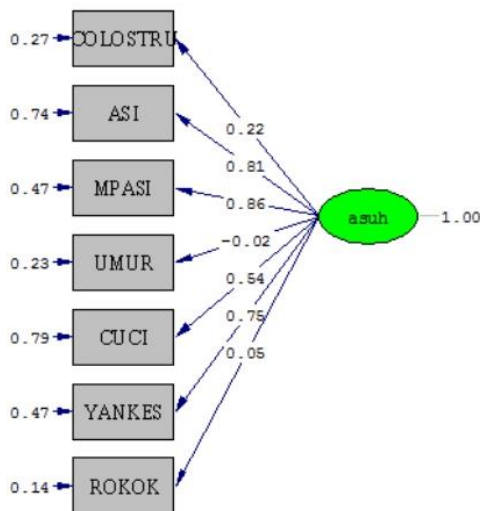 0.27 COLOSTRU
0.22
0.74 ASI
0.81
0.47 MPASI
0.86
asuh 1.00
-0.02
0.23 UMUR
0.54
0.79 CUCI
0.75
0.05
0.47 YANKES
0.14 ROKOK